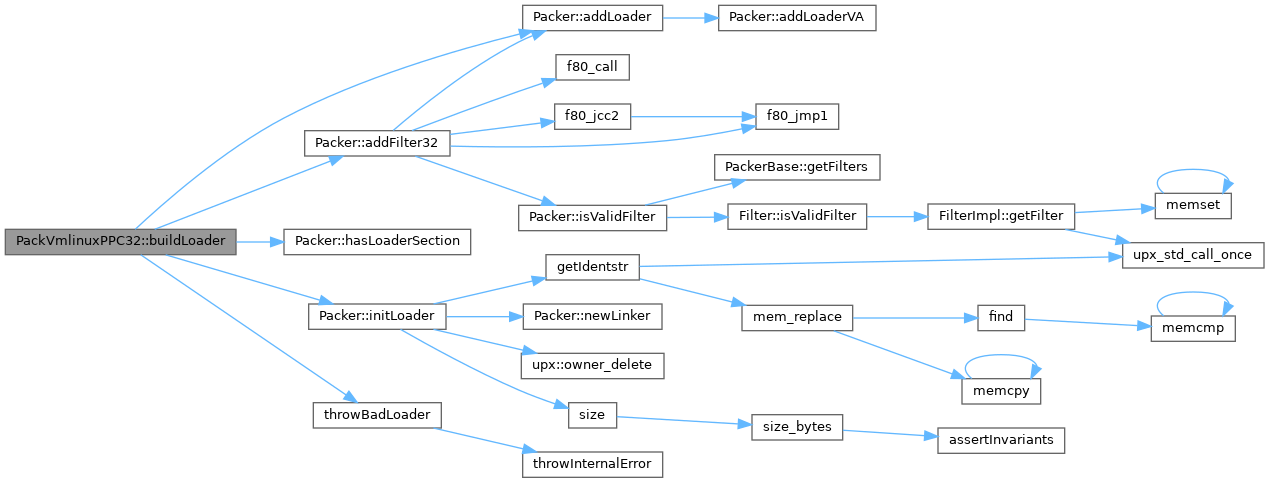 Packer::addLoader
Packer::addLoaderVA
f80_call
f80_jcc2
f80_jmp1
Packer::addFilter32
PackerBase::getFilters
Packer::isValidFilter
Filter::isValidFilter
FilterImpl::getFilter
memset
PackVmlinuxPPC32::buildLoader
Packer::hasLoaderSection
upx_std_call_once
getIdentstr
Packer::initLoader
Packer::newLinker
mem_replace
find
memcmp
upx::owner_delete
memcpy
throwBadLoader
size
size_bytes
assertInvariants
throwInternalError